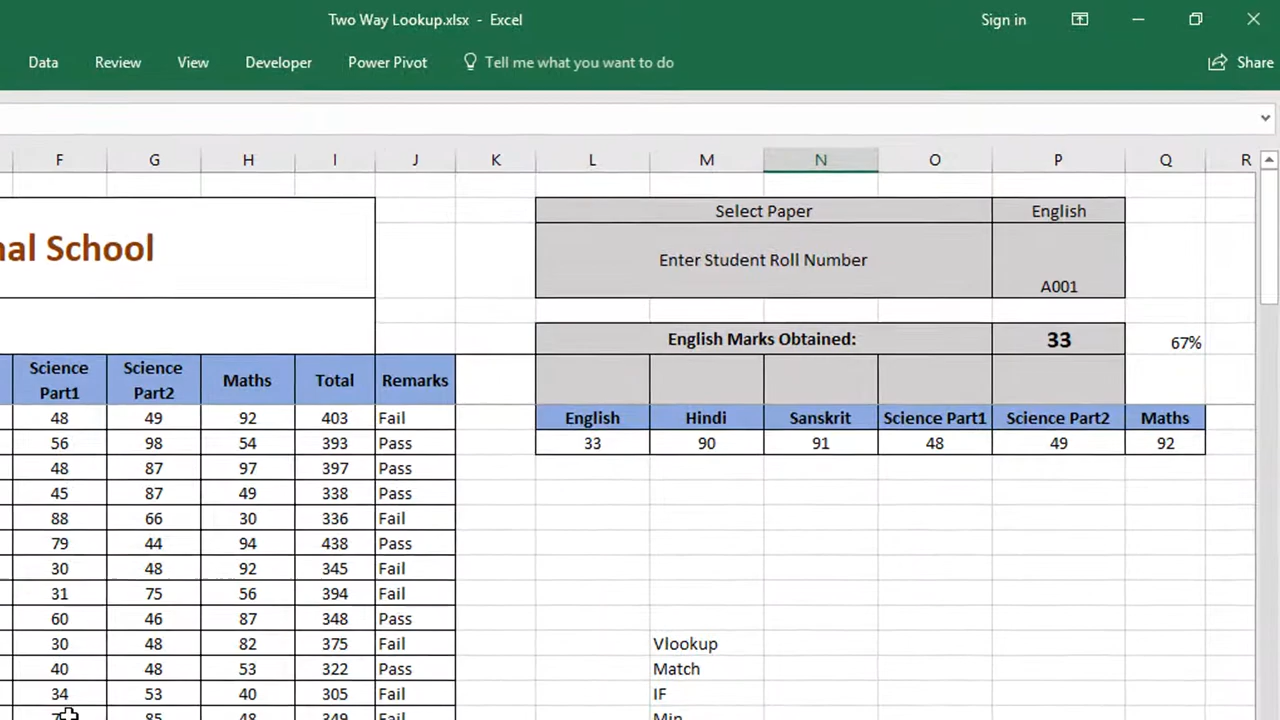 Two Way Lookup.xlsx - Excel
Sign in
Data Review View Developer Power Pivot Tell me what you want to do
Share
F G H I J K L M N O P Q R
Select Paper English
nal School
Enter Student Roll Number
A001
English Marks Obtained: 33 67%
Science Part1 Science Part2 Maths Total Remarks
48 49 92 403 Fail English Hindi Sanskrit Science Part1 Science Part2 Maths
56 98 54 393 Pass 33 90 91 48 49 92
48 87 97 397 Pass
45 87 49 338 Pass
88 66 30 336 Fail
79 44 94 438 Pass
30 48 92 345 Fail
31 75 56 394 Fail
60 46 87 348 Pass
30 48 82 375 Fail Vlookup
40 48 53 322 Pass Match
34 53 40 305 Fail IF
85 48 349 Fail Min